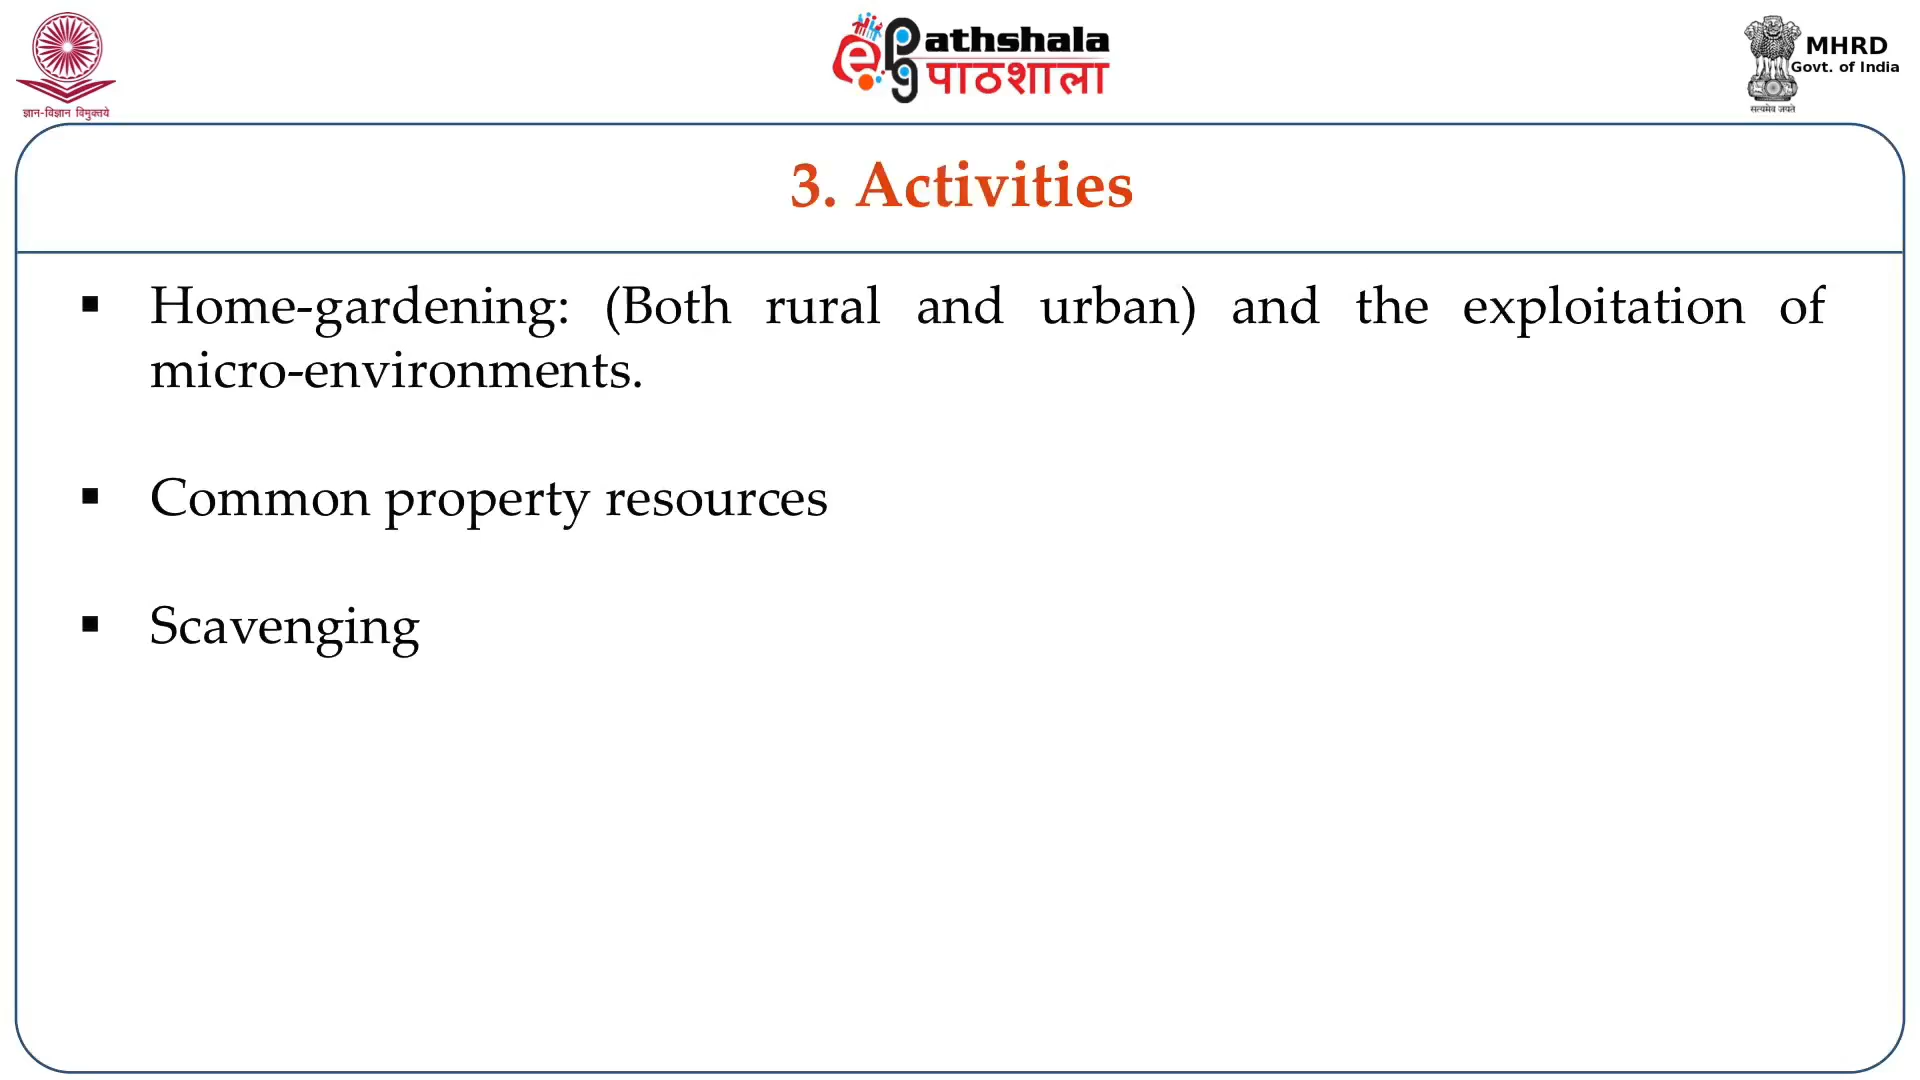 ज्ञान-विज्ञान विमुक्तये
ePathshala
पाठशाला
MHRD
Govt. of India
सत्यमेव जयते
3. Activities
▪ Home-gardening: (Both rural and urban) and the exploitation of
micro-environments.
▪ Common property resources
▪ Scavenging